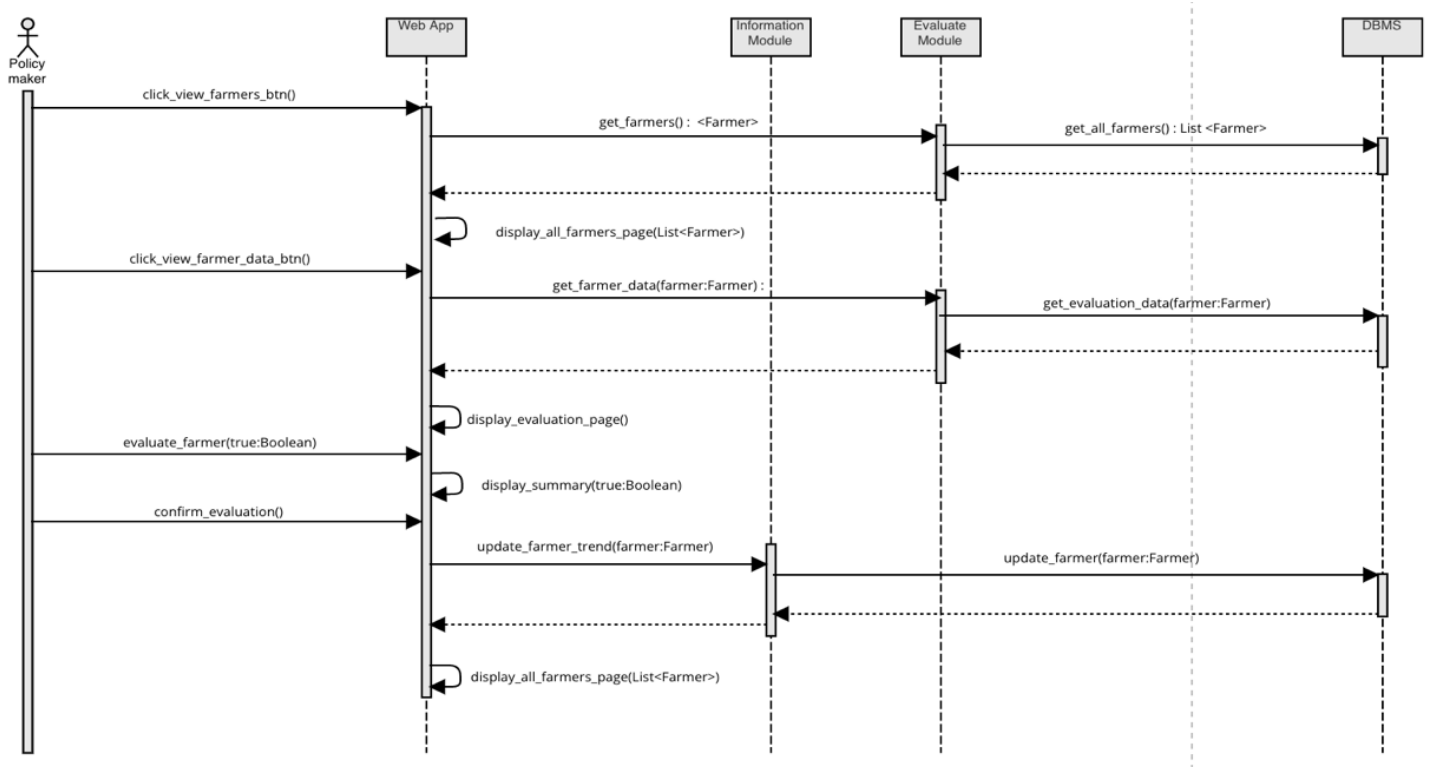 Web App
Information
Module
Evaluate
Module
DBMS
Policy
maker
click_view_farmers_btn()
get_farmers() :  <Farmer>
get_all_farmers() : List <Farmer>
display_all_farmers_page(List<Farmer>)
click_view_farmer_data_btn()
get_farmer_data(farmer:Farmer) :
get_evaluation_data(farmer:Farmer)
display_evaluation_page()
evaluate_farmer(true:Boolean)
display_summary(true:Boolean)
confirm_evaluation()
update_farmer_trend(farmer:Farmer)
update_farmer(farmer:Farmer)
display_all_farmers_page(List<Farmer>)